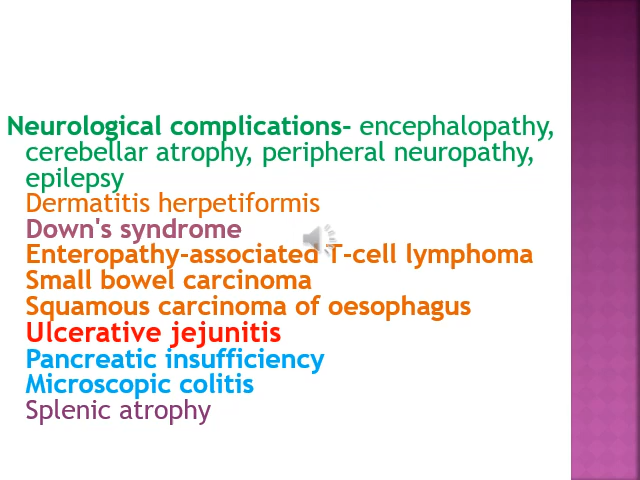 Neurological complications- encephalopathy,
cerebellar atrophy, peripheral neuropathy,
epilepsy
Dermatitis herpetiformis
Down's syndrome
Enteropathy-associated T-cell lymphoma
Small bowel carcinoma
Squamous carcinoma of oesophagus
Ulcerative jejunitis
Pancreatic insufficiency
Microscopic colitis
Splenic atrophy